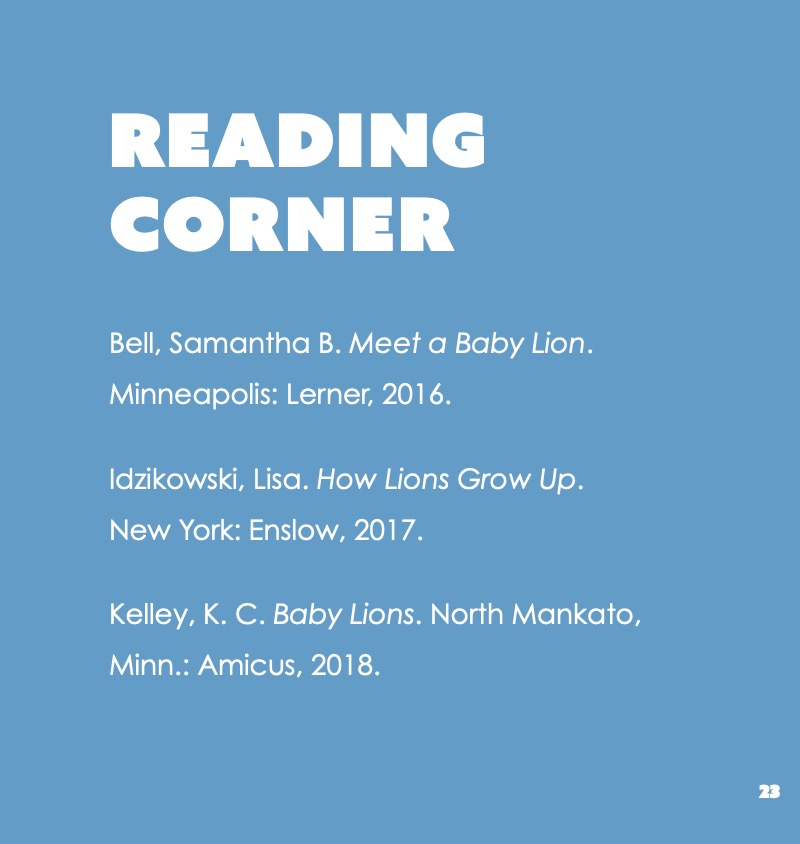 READING
CORNER
Bell, Samantha B. Meet a Baby Lion.
Minneapolis: Lerner, 2016.
Idzikowski, Lisa. How Lions Grow Up.
New York: Enslow, 2017.
Kelley, K. C. Baby Lions. North Mankato,
Minn.: Amicus, 2018.
23